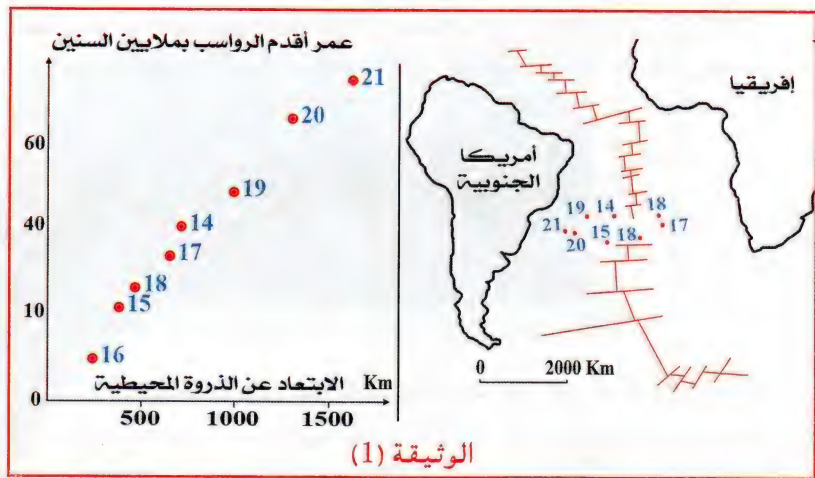 عمر أقدم الرواسب بملايين السنين
21
20
60
19
14
40
17
18
15
10
16
الابتعاد عن الذروة المحيطية Km
0
500 1000 1500
إفريقيا
أمريكا
الجنوبية
19 14 18
21 20 15 18 17
0 2000 Km
الوثيقة (1)